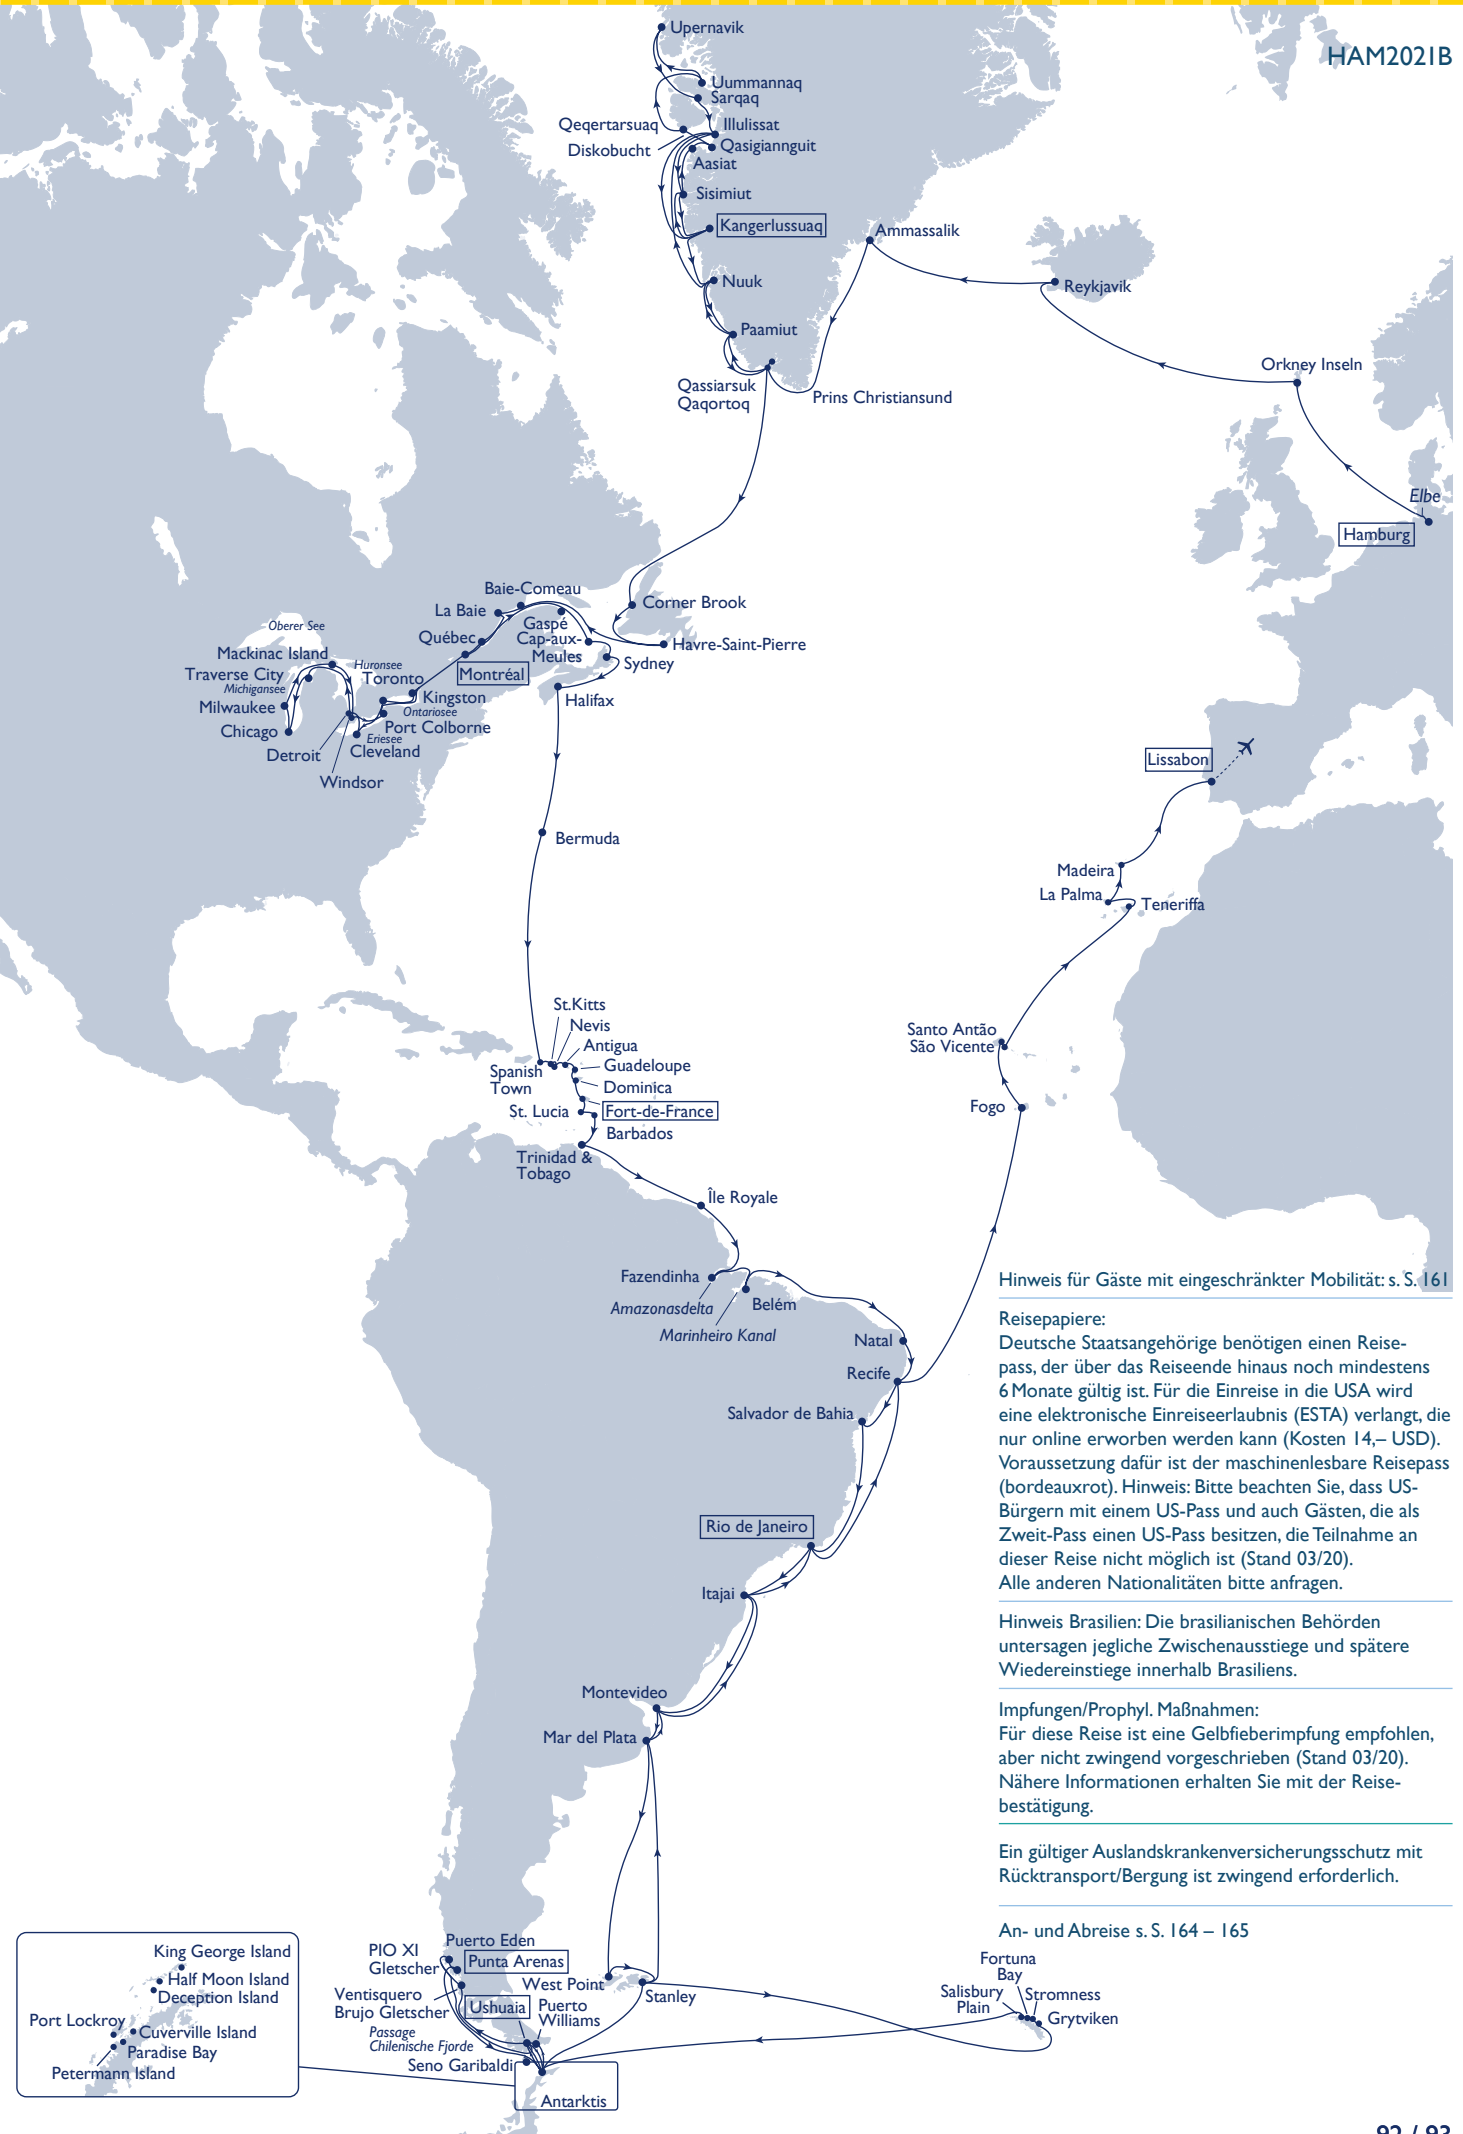 HAM2021B
Upernavik
Uummannaq
Sarqaq
Qeqertarsuaq
Illulissat
Diskobucht
Qasigiannguit
Aasiat
Sisimiut
Kangerlussuaq
Ammassalik
Nuuk
Reykjavik
Paamiut
Orkney Inseln
Qassiarsuk
Qaqortoq
Prins Christiansund
Elbe
Hamburg
Baie-Comeau
La Baie
Corner Brook
Oberer See
Gaspé
Québec
Cap-aux-
Meules
Havre-Saint-Pierre
Mackinac Island
Huronsee
Sydney
Traverse City
Toronto
Montréal
Michigansee
Kingston
Milwaukee
Ontariosee
Halifax
Chicago
Port Colborne
Eriesee
Detroit
Cleveland
Windsor
Lissabon
Bermuda
Madeira
La Palma
Teneriffa
St.Kitts
Nevis
Antigua
Santo Antão
São Vicente
Spanish
Town
Guadeloupe
Dominica
St. Lucia
Fort-de-France
Fogo
Barbados
Trinidad &
Tobago
Île Royale
Fazendinha
Amazonasdelta
Belém
Marinheiro Kanal
Natal
Recife
Salvador de Bahia
Rio de Janeiro
Itajai
Montevideo
Mar del Plata
Hinweis für Gäste mit eingeschränkter Mobilität: s. S. 161
Reisepapiere:
Deutsche Staatsangehörige benötigen einen Reise-
pass, der über das Reiseende hinaus noch mindestens
6 Monate gültig ist. Für die Einreise in die USA wird
eine elektronische Einreiseerlaubnis (ESTA) verlangt, die
nur online erworben werden kann (Kosten 14,– USD).
Voraussetzung dafür ist der maschinenlesbare Reisepass
(bordeauxrot). Hinweis: Bitte beachten Sie, dass US-
Bürgern mit einem US-Pass und auch Gästen, die als
Zweit-Pass einen US-Pass besitzen, die Teilnahme an
dieser Reise nicht möglich ist (Stand 03/20).
Alle anderen Nationalitäten bitte anfragen.
Hinweis Brasilien: Die brasilianischen Behörden
untersagen jegliche Zwischenausstiege und spätere
Wiedereinstiege innerhalb Brasiliens.
Impfungen/Prophyl. Maßnahmen:
Für diese Reise ist eine Gelbfieberimpfung empfohlen,
aber nicht zwingend vorgeschrieben (Stand 03/20).
Nähere Informationen erhalten Sie mit der Reise-
bestätigung.
Ein gültiger Auslandskrankenversicherungsschutz mit
Rücktransport/Bergung ist zwingend erforderlich.
An- und Abreise s. S. 164 – 165
Puerto Eden
PIO XI
Gletscher
Punta Arenas
West Point
Stanley
Ventisquero
Brujo Gletscher
Ushuaia
Puerto
Williams
Passage
Chilenische Fjorde
Seno Garibaldi
Antarktis
Fortuna
Bay
Salisbury
Plain
Stromness
Grytviken
King George Island
Half Moon Island
Deception Island
Port Lockroy
Cuverville Island
Paradise Bay
Petermann Island
92 / 93